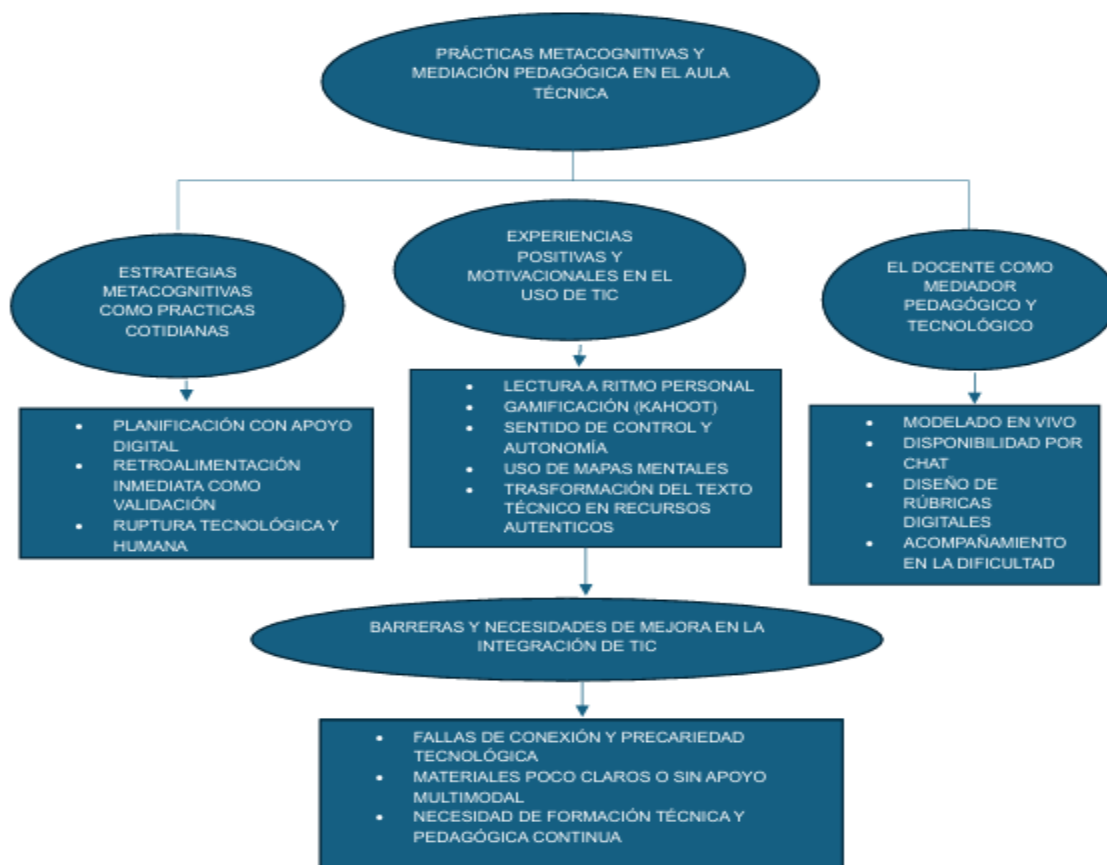 PRÁCTICAS METACOGNITIVAS Y
MEDIACIÓN PEDAGÓGICA EN EL AULA
TÉCNICA
ESTRATEGIAS
METACOGNITIVAS
COMO PRACTICAS
COTIDIANAS
EXPERIENCIAS
POSITIVAS Y
MOTIVACIONALES EN EL
USO DE TIC
EL DOCENTE COMO
MEDIADOR
PEDAGÓGICO Y
TECNOLÓGICO
• PLANIFICACIÓN CON APOYO
DIGITAL
• RETROALIMENTACIÓN
INMEDIATA COMO
VALIDACIÓN
• RUPTURA TECNOLÓGICA Y
HUMANA
• LECTURA A RITMO PERSONAL
• GAMIFICACIÓN (KAHOOT)
• SENTIDO DE CONTROL Y
AUTONOMÍA
• USO DE MAPAS MENTALES
• TRASFORMACIÓN DEL TEXTO
TÉCNICO EN RECURSOS
AUTENTICOS
• MODELADO EN VIVO
• DISPONIBILIDAD POR
CHAT
• DISEÑO DE
RÚBRICAS
DIGITALES
• ACOMPAÑAMIENTO
EN LA DIFICULTAD
BARRERAS Y NECESIDADES DE MEJORA EN LA
INTEGRACIÓN DE TIC
• FALLAS DE CONEXIÓN Y PRECARIEDAD
TECNOLÓGICA
• MATERIALES POCO CLAROS O SIN APOYO
MULTIMODAL
• NECESIDAD DE FORMACIÓN TÉCNICA Y
PEDAGÓGICA CONTINUA